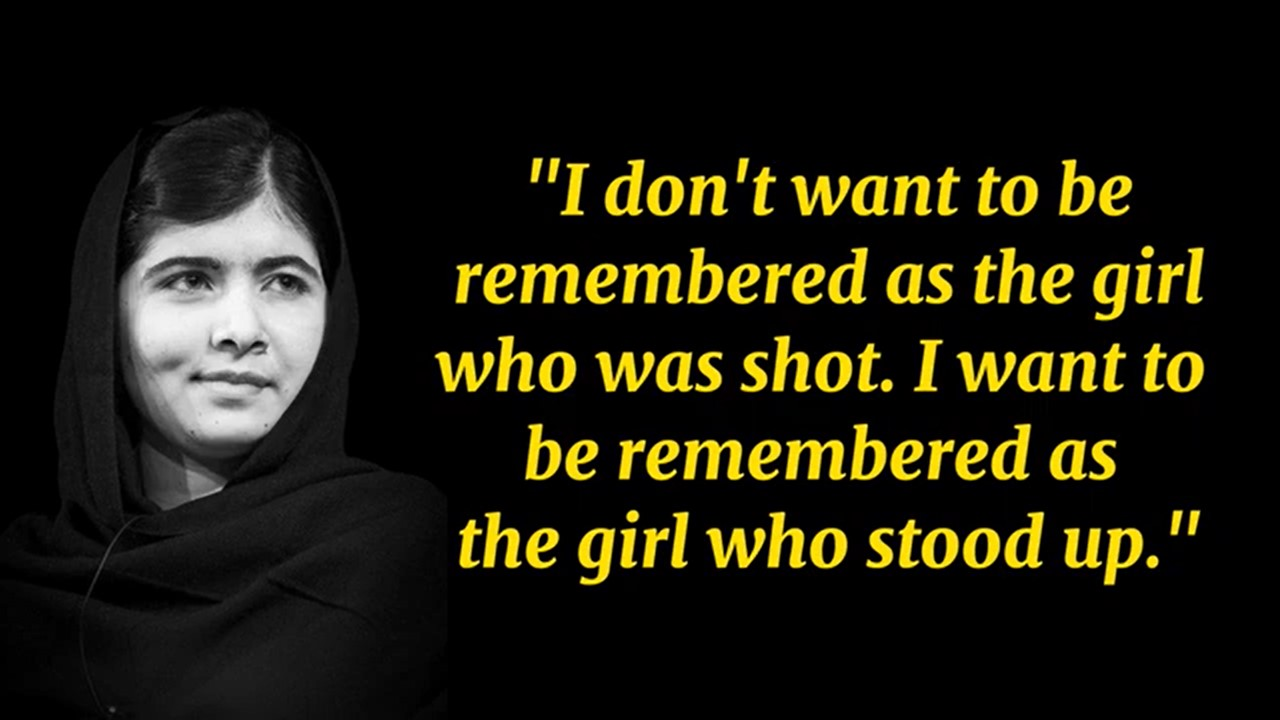 "I don't want to be
remembered as the girl
who was shot. I want to
be remembered as
the girl who stood up."